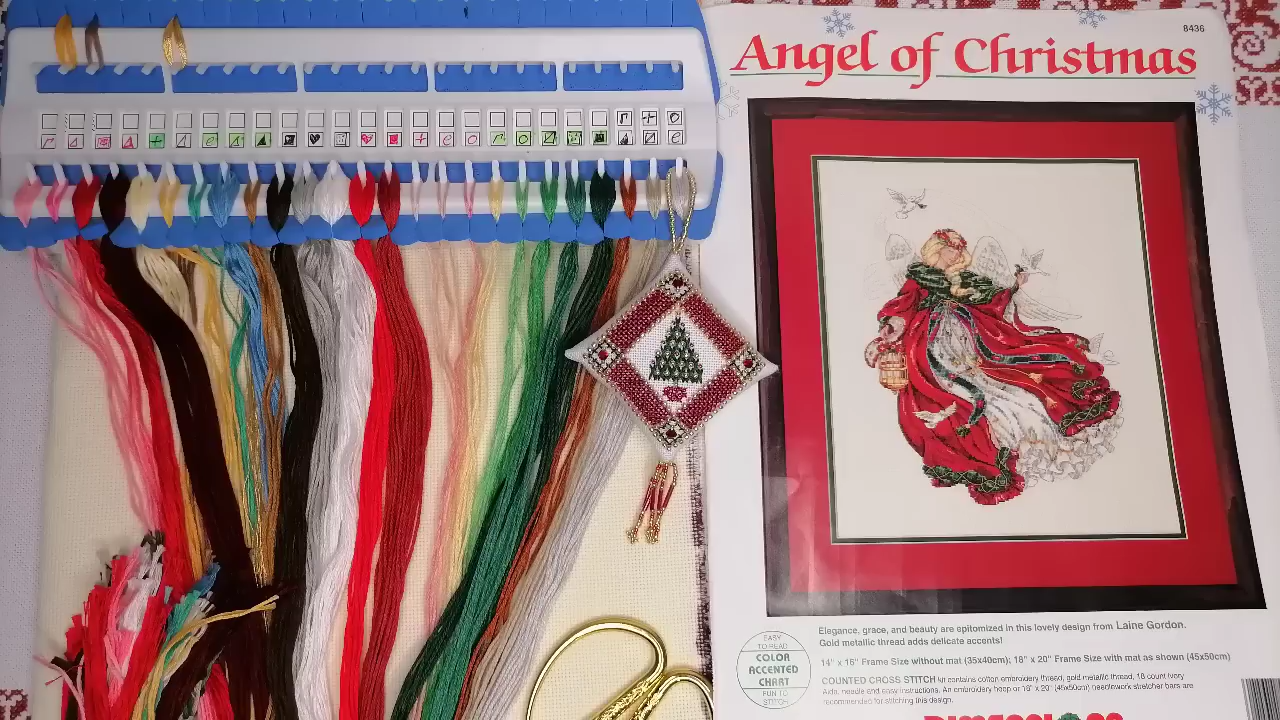 8436
Angel of Christmas
Elegance, grace, and beauty are epitomized in this lovely design from Laine Gordon.
Gold metallic thread adds delicate accents!
14" x 16" Frame Size without mat (35x40cm); 18" x 20" Frame Size with mat as shown (45x50cm)
COUNTED CROSS STITCH kit contains cotton embroidery thread, gold metallic thread, 18 count ivory
Aida, needle and easy instructions. An embroidery hoop or 16" x 20" (45x50cm) needlework stretcher bars are
recommended for stitching this design.
EASY
TO READ
COLOR
ACCENTED
CHART
FUN TO
STITCH